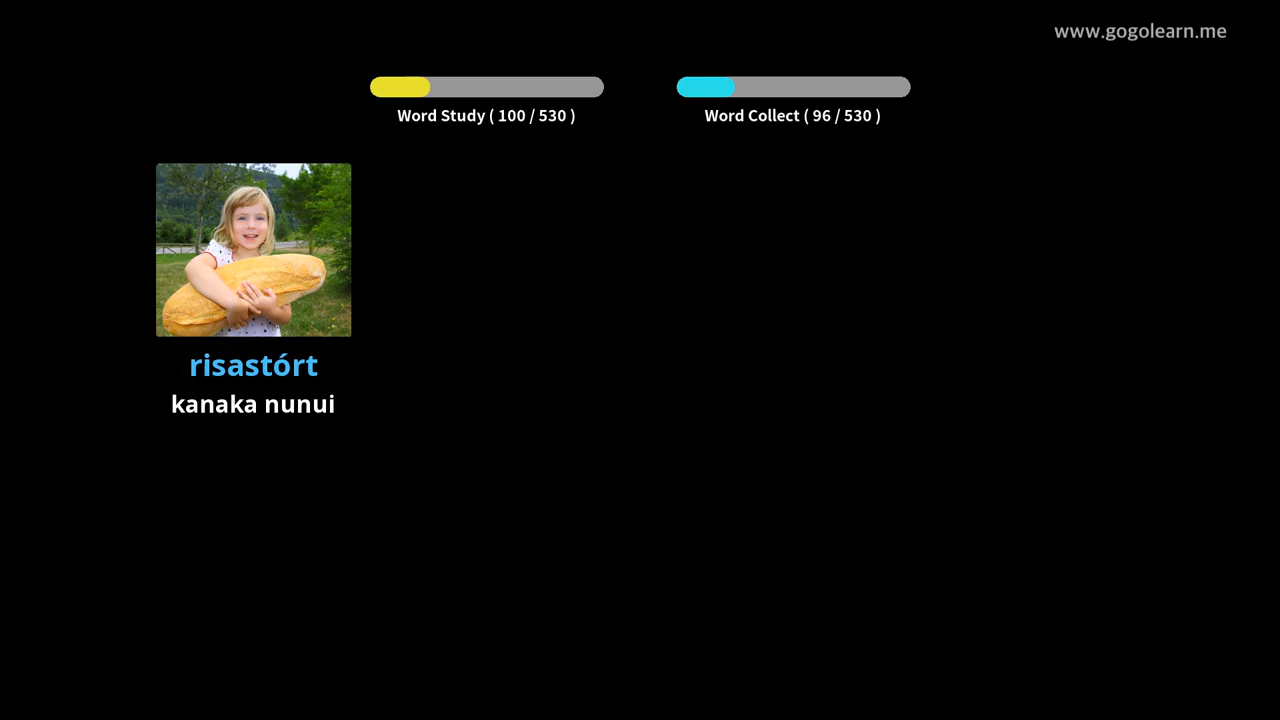 www.gogolearn.me
Word Study ( 100 / 530 )
Word Collect ( 96 / 530 )
risastórt
kanaka nunui